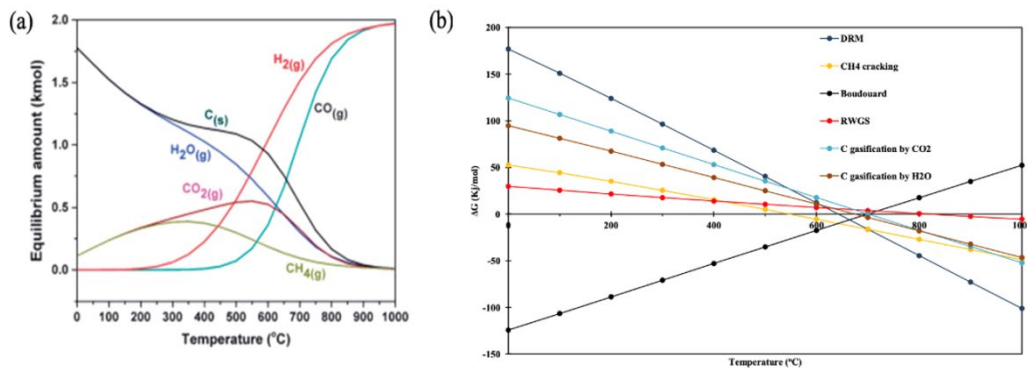 (a)
Equilibrium amount (kmol)
2.0
1.5
1.0
0.5
0.0
H2(g)
CO(g)
C(s)
H2O(g)
CO2(g)
CH4(g)
0 100 200 300 400 500 600 700 800 900 1000
Temperature (°C)
(b)
ΔG (Kj/mol)
200
150
100
50
0
-50
-100
-150
0 200 400 600 800 100
DRM
CH4 cracking
Boudouard
RWGS
C gasification by CO2
C gasification by H2O
Temperature (°C)